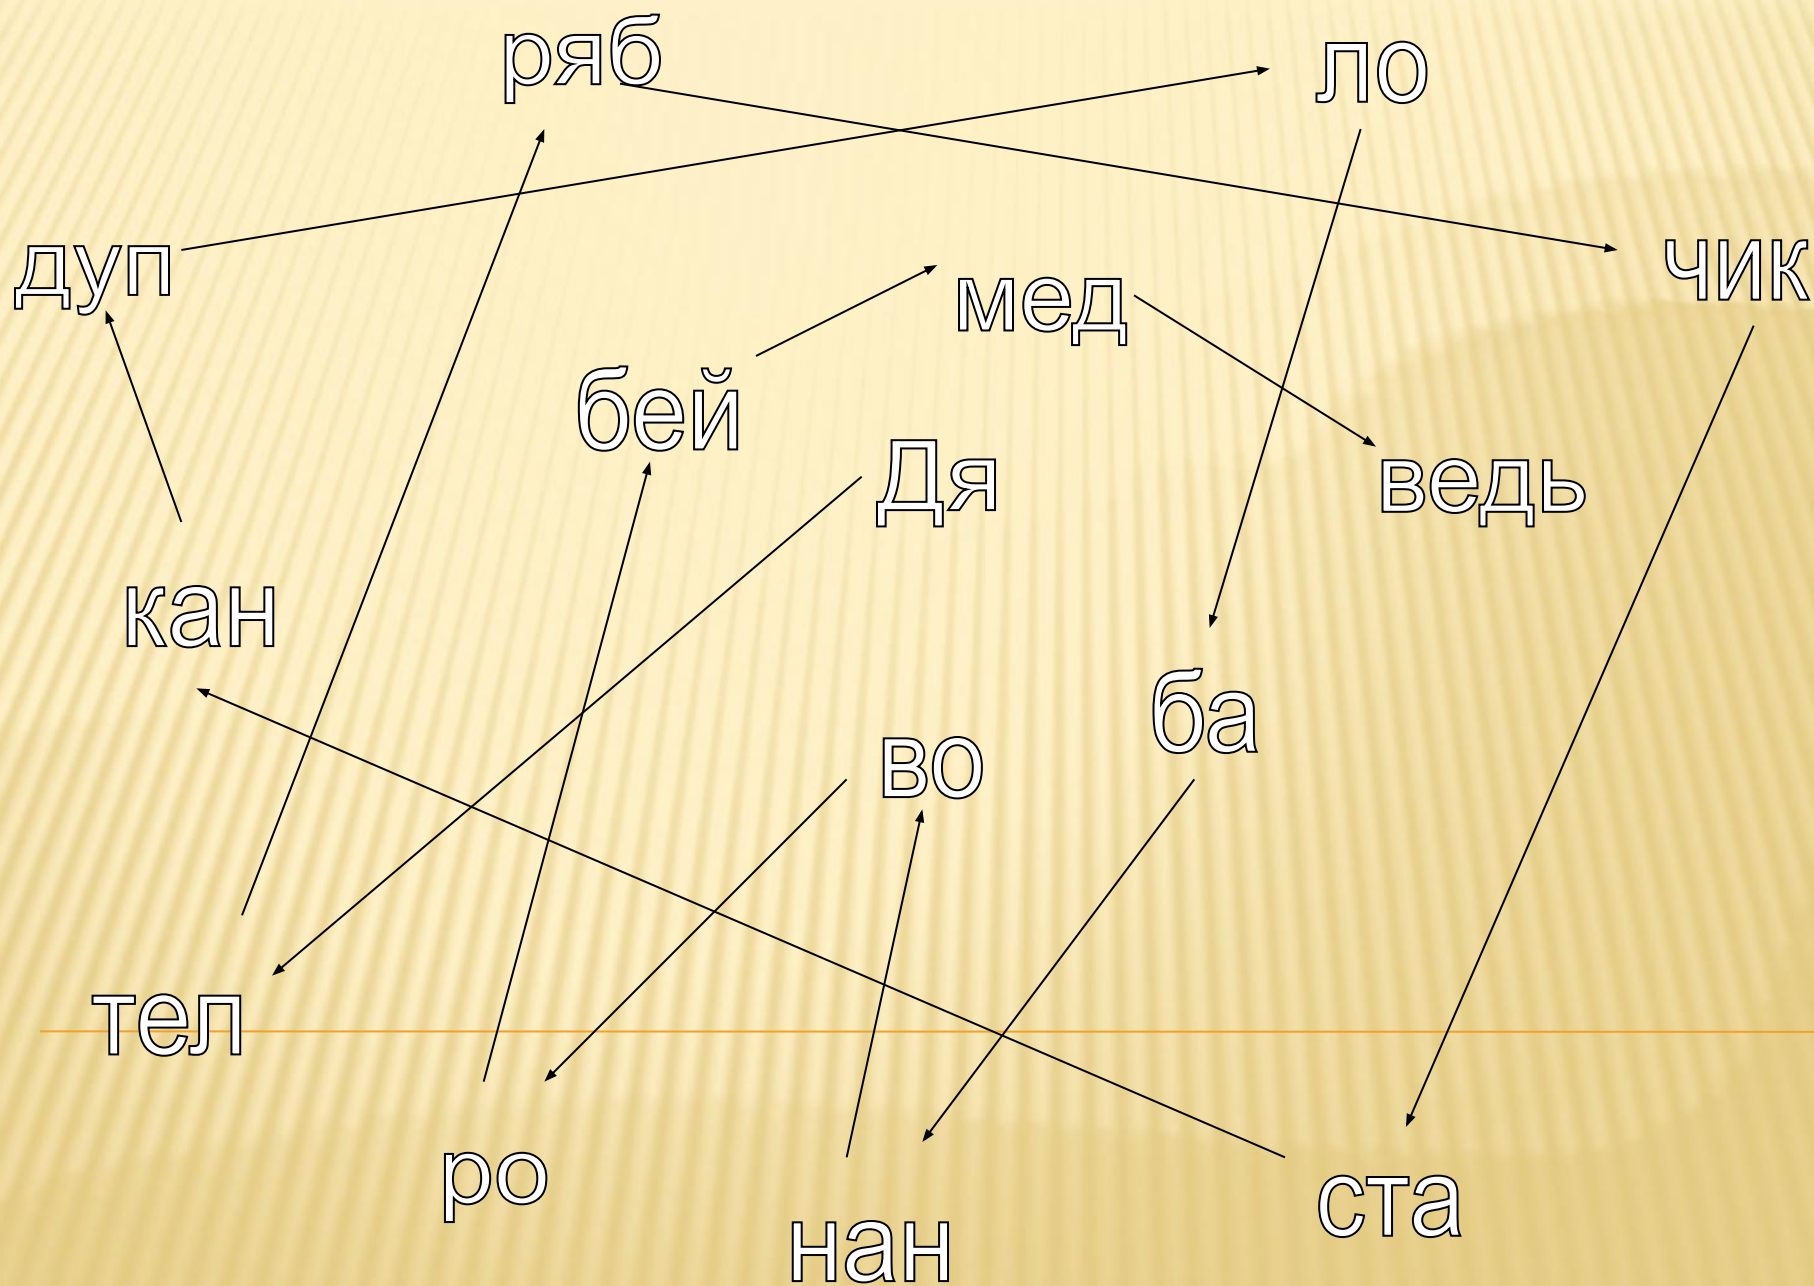 ряб
ло
дуп
чик
мед
бей
Дя
ведь
кан
ба
во
тел
ро
ста
нан